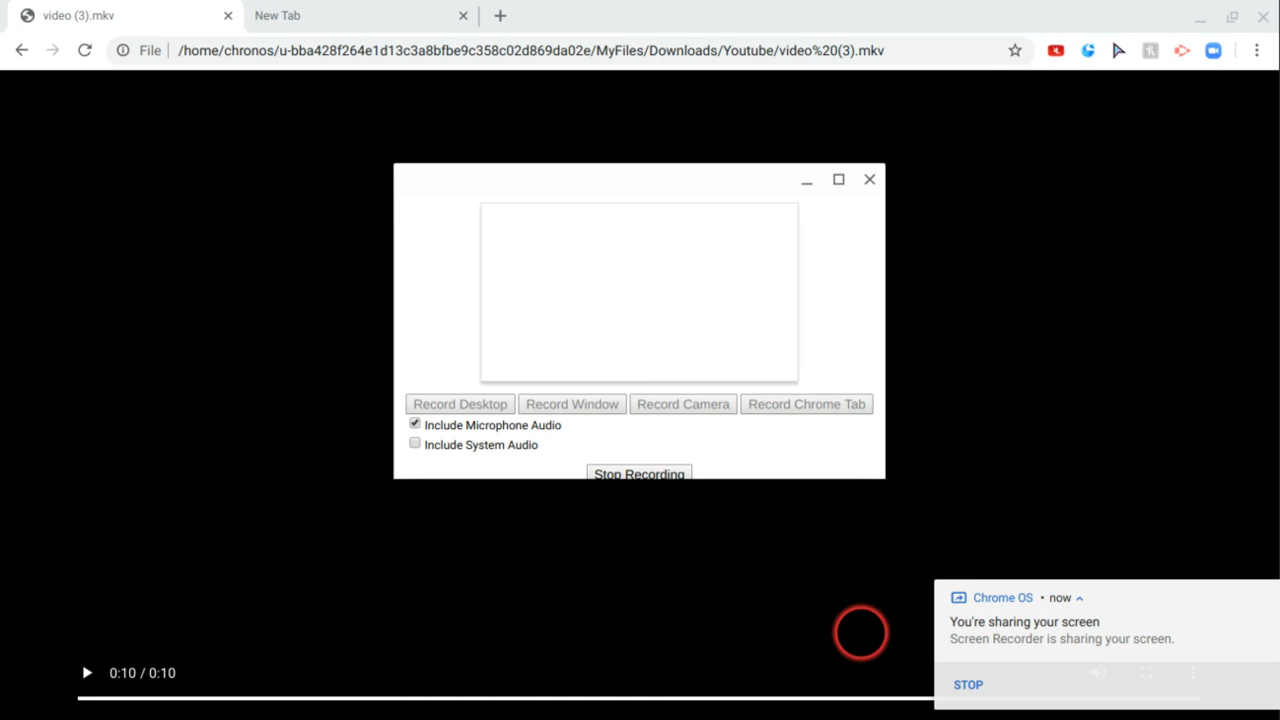 video (3).mkv
New Tab
File
/home/chronos/u-bba428f264e1d13c3a8bfbe9c358c02d869da02e/MyFiles/Downloads/Youtube/video%20(3).mkv
Record Desktop
Record Window
Record Camera
Record Chrome Tab
Include Microphone Audio
Include System Audio
Stop Recording
Chrome OS • now
You're sharing your screen
Screen Recorder is sharing your screen.
STOP
0:10 / 0:10